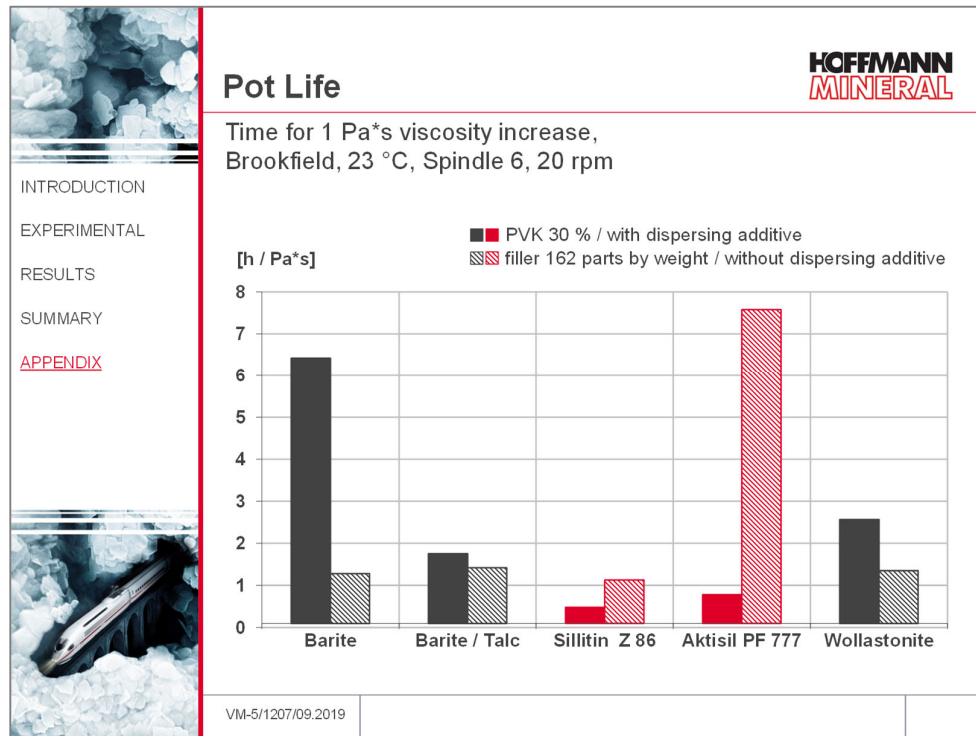 HOFFMANN
MINERAL
Pot Life
Time for 1 Pa*s viscosity increase,
Brookfield, 23 °C, Spindle 6, 20 rpm
INTRODUCTION
EXPERIMENTAL
RESULTS
SUMMARY
APPENDIX
PVK 30 % / with dispersing additive
[h / Pa*s]
filler 162 parts by weight / without dispersing additive
8
7
6
5
4
3
2
1
0
Barite
Barite / Talc
Sillitin Z 86
Aktisil PF 777
Wollastonite
VM-5/1207/09.2019